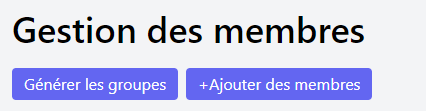 Gestion des membres
Générer les groupes
+Ajouter des membres